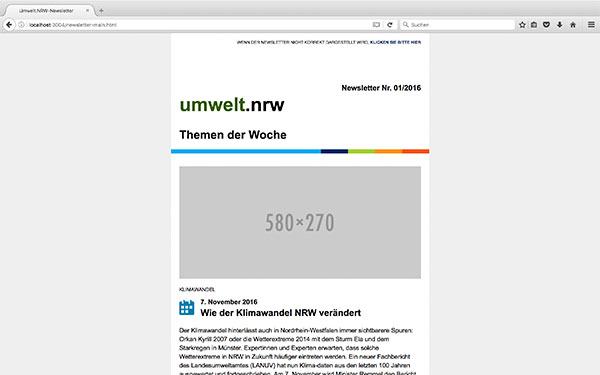 umwelt.NRW-Newsletter
localhost:3004/newsletter-main.html
Suchen
WENN DER NEWSLETTER NICHT KORREKT DARGESTELLT WIRD, KLICKEN SIE BITTE HIER
Newsletter Nr. 01/2016
umwelt.nrw
Themen der Woche
580×270
KLIMAWANDEL
7. November 2016
Wie der Klimawandel NRW verändert
Der Klimawandel hinterlässt auch in Nordrhein-Westfalen immer sichtbarere Spuren:
Orkan Kyrill 2007 oder die Wetterextreme 2014 mit dem Sturm Ela und dem
Starkregen in Münster. Expertinnen und Experten erwarten, dass solche
Wetterextreme in NRW in Zukunft häufiger eintreten werden. Ein neuer Fachbericht
des Landesumweltamtes (LANUV) hat nun Klima-daten aus den letzten 100 Jahren
ausgewertet und fortgeschrieben. Am 7. November wird Minister Remmel den Bericht